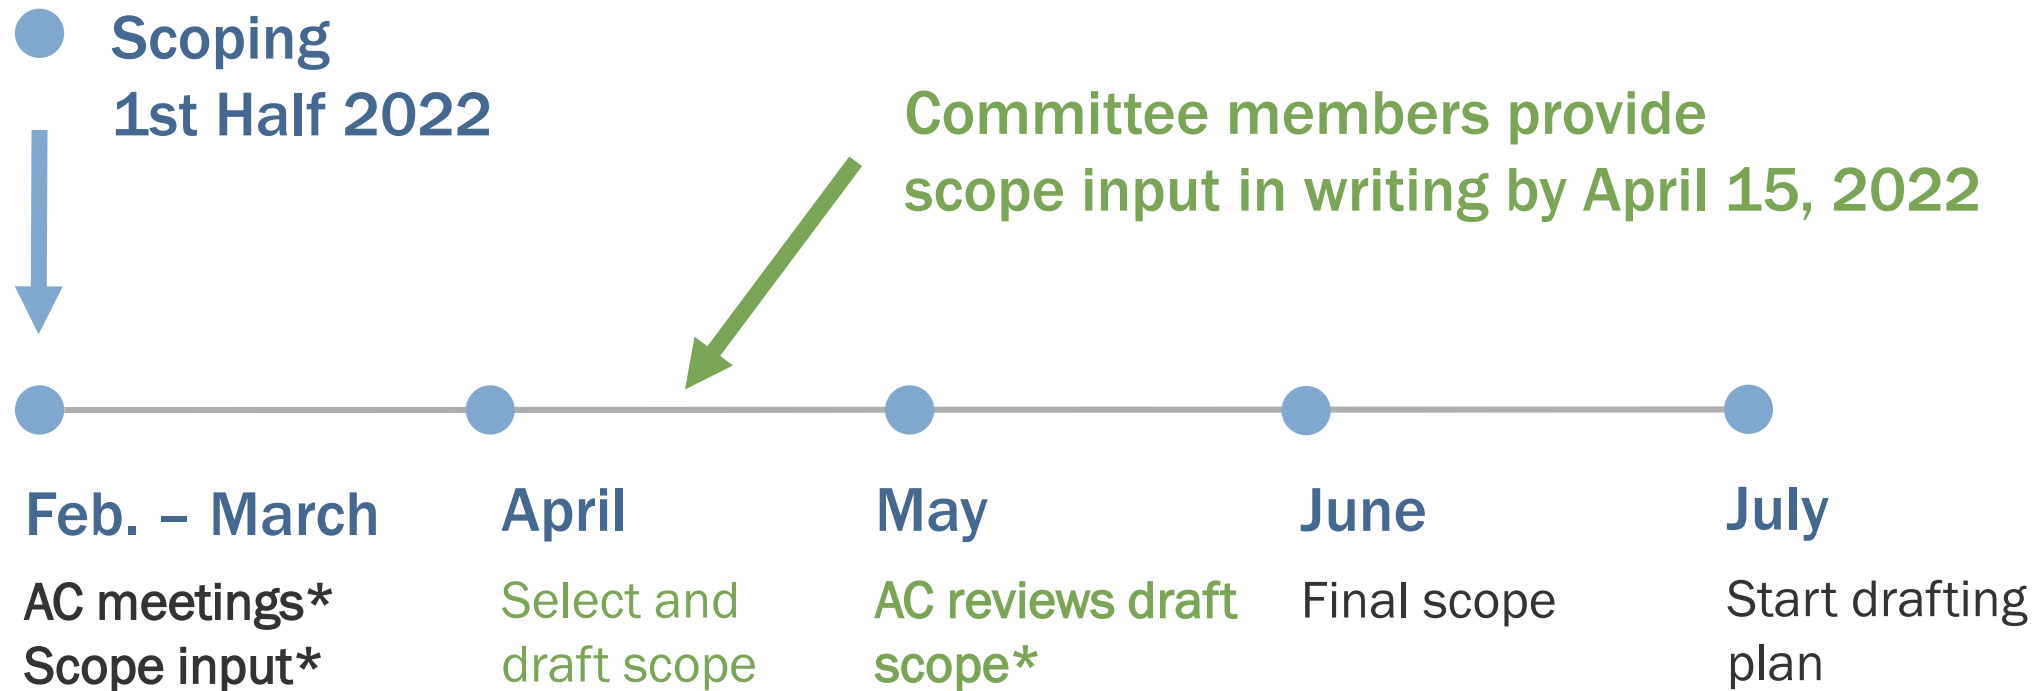 Scoping
1st Half 2022
Committee members provide
scope input in writing by April 15, 2022
Feb. – March
AC meetings*
Scope input*
April
Select and
draft scope
May
AC reviews draft
scope*
June
Final scope
July
Start drafting
plan